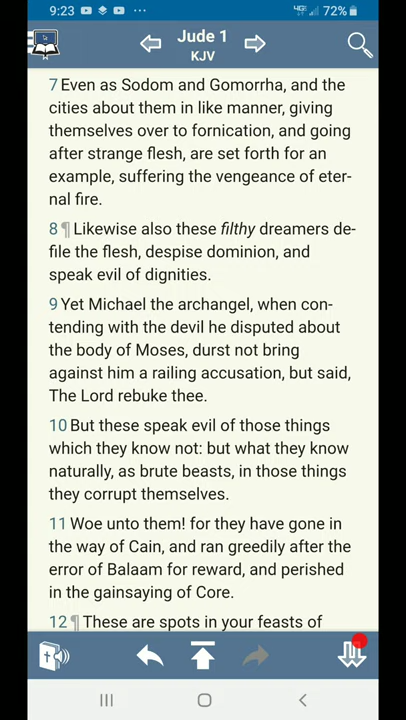 9:23 4GE 72%
Jude 1
KJV
7 Even as Sodom and Gomorrha, and the
cities about them in like manner, giving
themselves over to fornication, and going
after strange flesh, are set forth for an
example, suffering the vengeance of eter-
nal fire.
8 ¶ Likewise also these filthy dreamers de-
file the flesh, despise dominion, and
speak evil of dignities.
9 Yet Michael the archangel, when con-
tending with the devil he disputed about
the body of Moses, durst not bring
against him a railing accusation, but said,
The Lord rebuke thee.
10 But these speak evil of those things
which they know not: but what they know
naturally, as brute beasts, in those things
they corrupt themselves.
11 Woe unto them! for they have gone in
the way of Cain, and ran greedily after the
error of Balaam for reward, and perished
in the gainsaying of Core.
12 ¶ These are spots in your feasts of